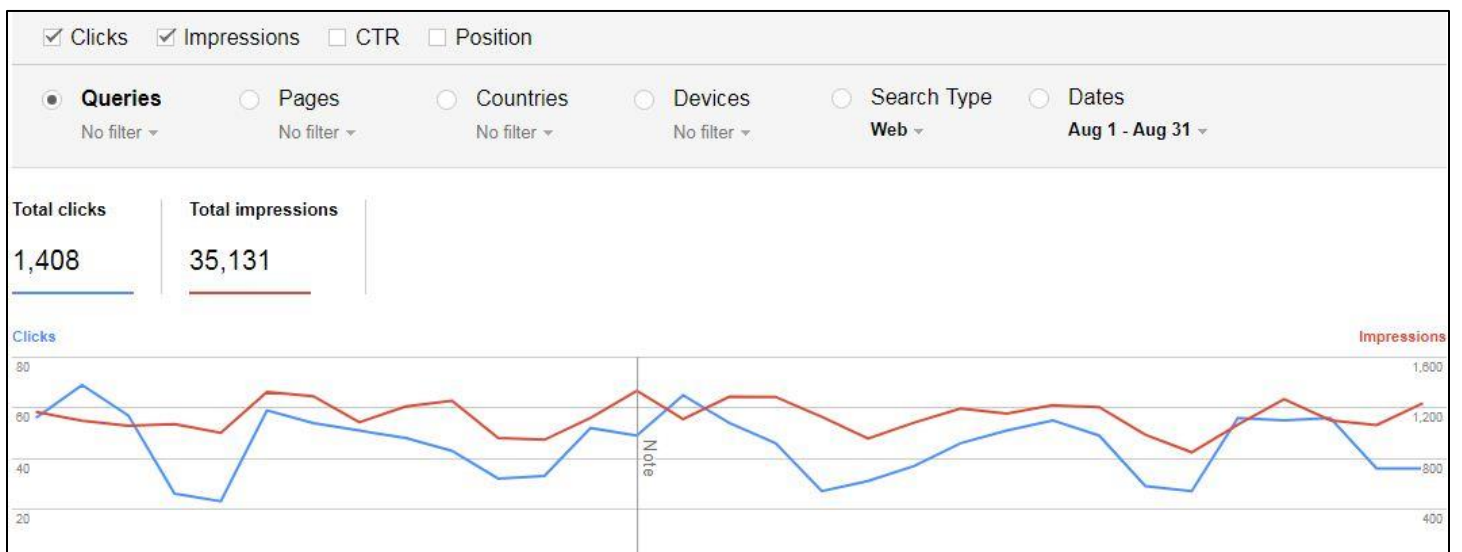 Clicks Impressions CTR Position
Queries Pages Countries Devices Search Type Dates
No filter No filter No filter No filter Web Aug 1 - Aug 31
Total clicks Total impressions
1,408 35,131
Clicks Impressions
80 1,600
60 1,200
Note
40 800
20 400